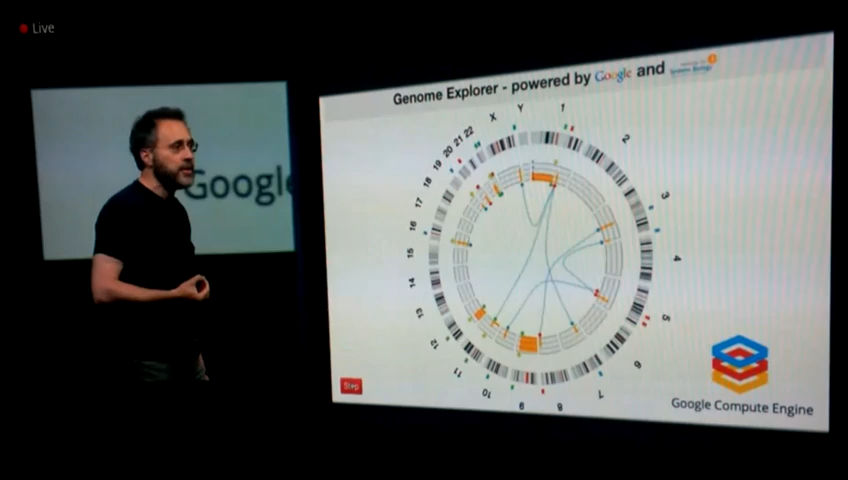 Live
Google
Genome Explorer - powered by Google and
X Y 1 2 3 4 5 6 7 8 9 10 11 12 13 14 15 16 17 18 19 20 21 22
Stop
Google Compute Engine